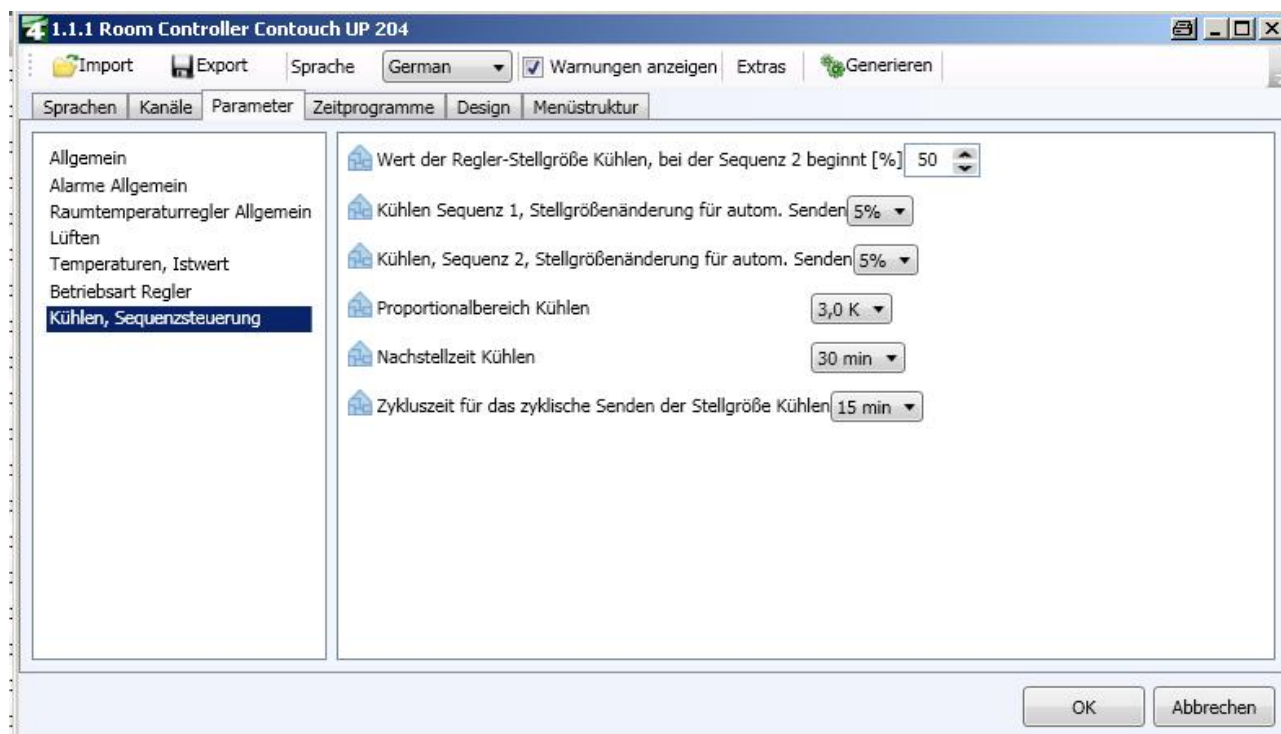 1.1.1 Room Controller Contouch UP 204
Import Export Sprache German Warnungen anzeigen Extras Generieren
Sprachen Kanäle Parameter Zeitprogramme Design Menüstruktur
Allgemein
Alarme Allgemein
Raumtemperaturregler Allgemein
Lüften
Temperaturen, Istwert
Betriebsart Regler
Kühlen, Sequenzsteuerung
Wert der Regler-Stellgröße Kühlen, bei der Sequenz 2 beginnt [%] 50
Kühlen Sequenz 1, Stellgrößenänderung für autom. Senden 5%
Kühlen, Sequenz 2, Stellgrößenänderung für autom. Senden 5%
Proportionalbereich Kühlen 3,0 K
Nachstellzeit Kühlen 30 min
Zykluszeit für das zyklische Senden der Stellgröße Kühlen 15 min
OK Abbrechen